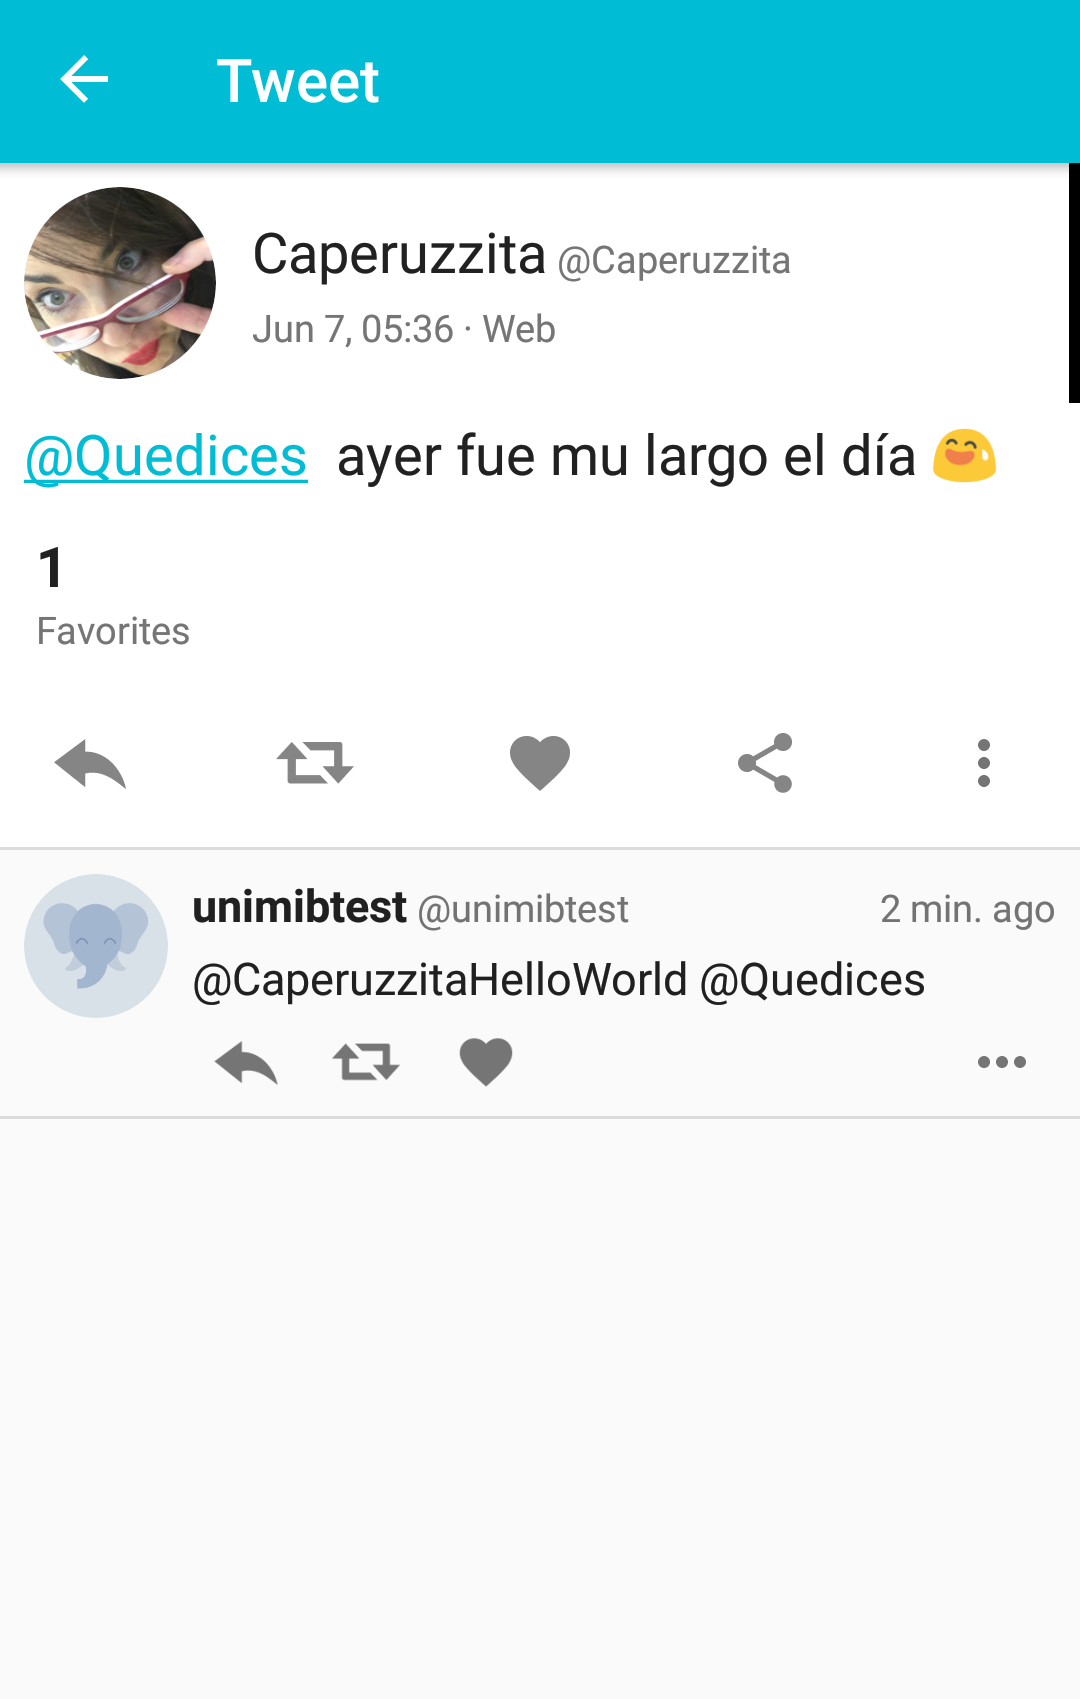 Tweet
Caperuzzita @Caperuzzita
Jun 7, 05:36 · Web
@Quedices ayer fue mu largo el día 😅
1
Favorites
unimibtest @unimibtest 2 min. ago
@CaperuzzitaHelloWorld @Quedices